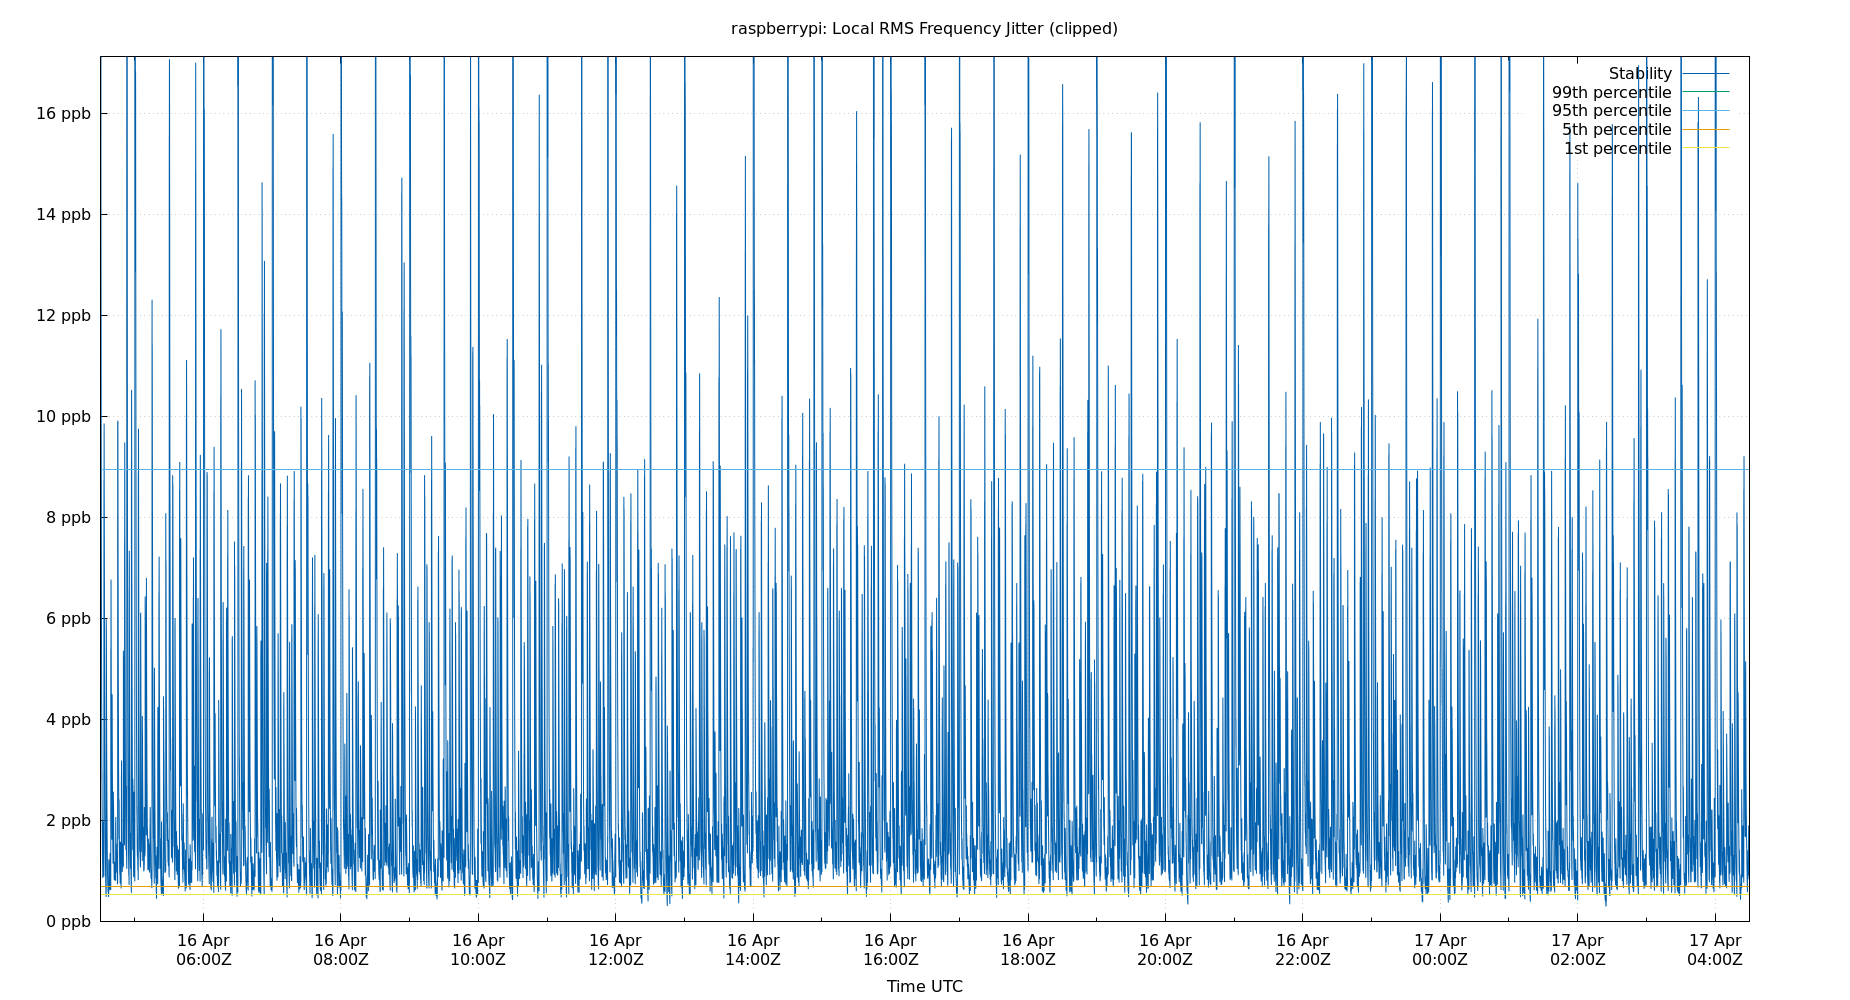 raspberrypi: Local RMS Frequency Jitter (clipped)
Stability
99th percentile
95th percentile
5th percentile
1st percentile
16 ppb
14 ppb
12 ppb
10 ppb
8 ppb
6 ppb
4 ppb
2 ppb
0 ppb
16 Apr 16 Apr 16 Apr 16 Apr 16 Apr 16 Apr 16 Apr 16 Apr 16 Apr 17 Apr 17 Apr 17 Apr
06:00Z 08:00Z 10:00Z 12:00Z 14:00Z 16:00Z 18:00Z 20:00Z 22:00Z 00:00Z 02:00Z 04:00Z
Time UTC